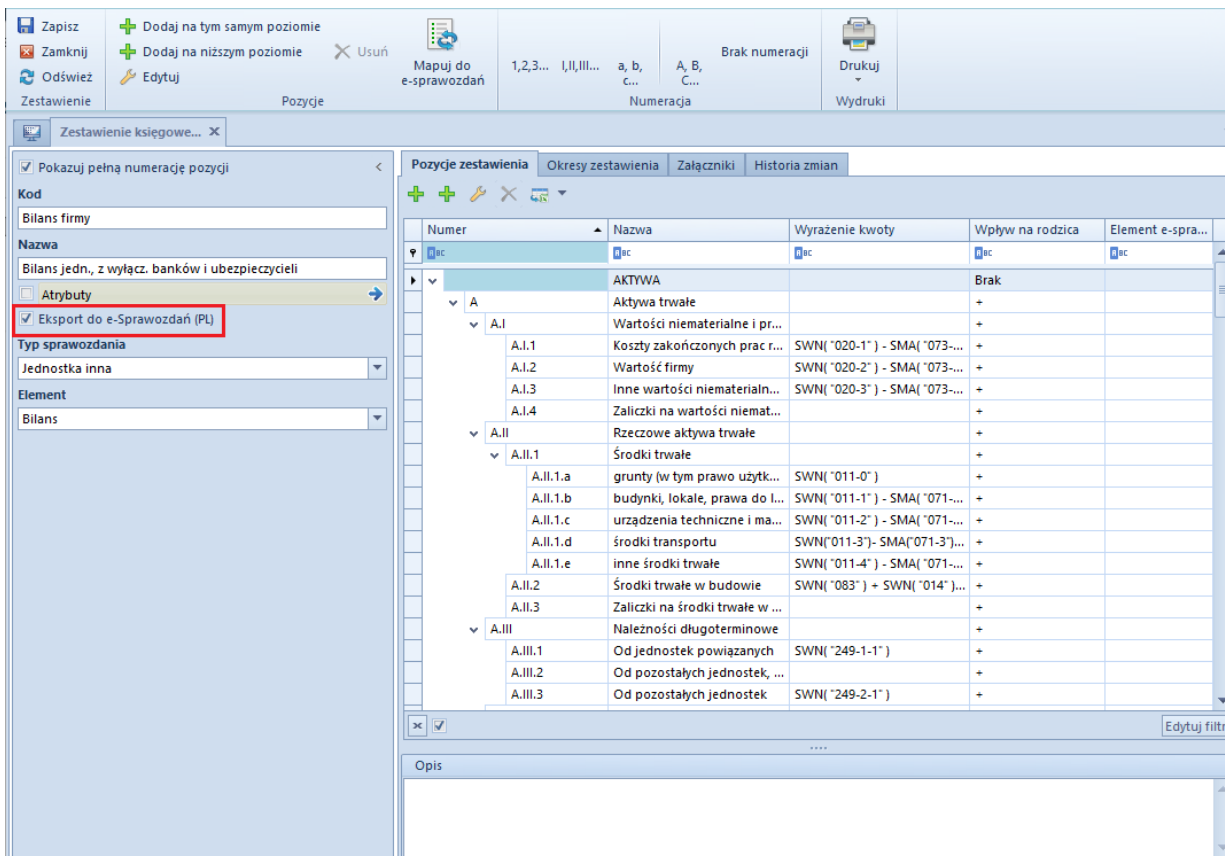 Zapisz
Zamknij
Odśwież
Zestawienie
Dodaj na tym samym poziomie
Dodaj na niższym poziomie
Usuń
Edytuj
Pozycje
Mapuj do
e-sprawozdań
1,2,3...
I,II,III...
a, b,
c...
A, B,
C...
Brak numeracji
Numeracja
Drukuj
Wydruki
Zestawienie księgowe...
Pokazuj pełną numerację pozycji
Kod
Bilans firmy
Nazwa
Bilans jedn., z wyłącz. banków i ubezpieczycieli
Atrybuty
Eksport do e-Sprawozdań (PL)
Typ sprawozdania
Jednostka inna
Element
Bilans
Pozycje zestawienia Okresy zestawienia Załączniki Historia zmian
Numer Nazwa Wyrażenie kwoty Wpływ na rodzica Element e-spra...
AKTYWA Brak
A Aktywa trwałe +
A.I Wartości niematerialne i pr... +
A.I.1 Koszty zakończonych prac r... SWN( "020-1" ) - SMA( "073-... +
A.I.2 Wartość firmy SWN( "020-2" ) - SMA( "073-... +
A.I.3 Inne wartości niematerialn... SWN( "020-3" ) - SMA( "073-... +
A.I.4 Zaliczki na wartości niemat... +
A.II Rzeczowe aktywa trwałe +
A.II.1 Środki trwałe +
A.II.1.a grunty (w tym prawo użytk... SWN( "011-0" ) +
A.II.1.b budynki, lokale, prawa do l... SWN( "011-1" ) - SMA( "071-... +
A.II.1.c urządzenia techniczne i ma... SWN( "011-2" ) - SMA( "071-... +
A.II.1.d środki transportu SWN("011-3")- SMA("071-3")... +
A.II.1.e inne środki trwałe SWN( "011-4" ) - SMA( "071-... +
A.II.2 Środki trwałe w budowie SWN( "083" ) + SWN( "014" )... +
A.II.3 Zaliczki na środki trwałe w ... +
A.III Należności długoterminowe +
A.III.1 Od jednostek powiązanych SWN( "249-1-1" ) +
A.III.2 Od pozostałych jednostek, ... +
A.III.3 Od pozostałych jednostek SWN( "249-2-1" ) +
Edytuj filtr
Opis